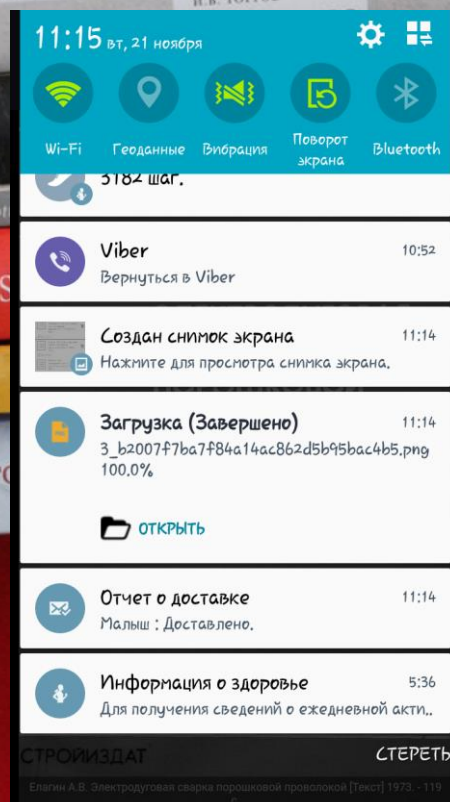 11:15 вт, 21 ноября
Wi-Fi
Геоданные
Вибрация
Поворот
экрана
Bluetooth
3182 шаг.
Viber 10:52
Вернуться в Viber
Создан снимок экрана 11:14
Нажмите для просмотра снимка экрана.
Загрузка (Завершено) 11:14
3_b2007f7ba7f84a14ac862d5b95bac4b5.png
100.0%
ОТКРЫТЬ
Отчет о доставке 11:14
Малыш : Доставлено.
Информация о здоровье 5:36
Для получения сведений о ежедневной акти..
СТРОЙИЗДАТ
СТЕРЕТЬ
Елагин А.В. Электродуговая сварка порошковой проволокой [Текст] 1973. - 119